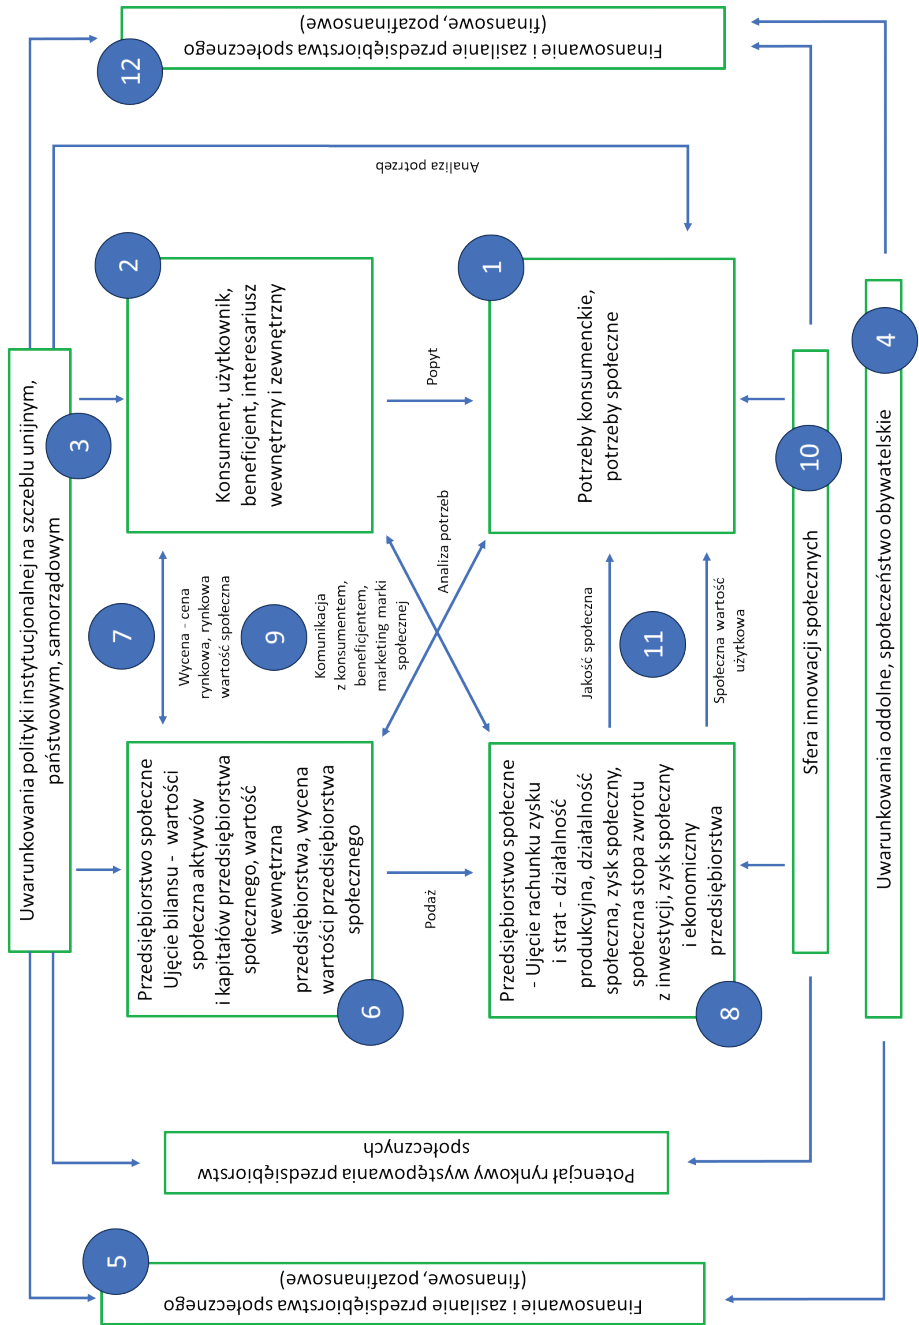 Uwarunkowania polityki instytucjonalnej na szczeblu unijnym,
państwowym, samorządowym
3
5
Finansowanie i zasilanie przedsiębiorstwa społecznego
(finansowe, pozafinansowe)
Potencjał rynkowy występowania przedsiębiorstw
społecznych
Przedsiębiorstwo społeczne
Ujęcie bilansu - wartości
społeczna aktywów
i kapitałów przedsiębiorstwa
społecznego, wartość
wewnętrzna
przedsiębiorstwa, wycena
wartości przedsiębiorstwa
społecznego
6
7
Wycena - cena
rynkowa, rynkowa
wartość społeczna
9
Komunikacja
z konsumentem,
beneficjentem,
marketing marki
społecznej
Konsument, użytkownik,
beneficjent, interesariusz
wewnętrzny i zewnętrzny
2
Analiza potrzeb
12
Finansowanie i zasilanie przedsiębiorstwa społecznego
(finansowe, pozafinansowe)
Podaż
Analiza potrzeb
Popyt
Przedsiębiorstwo społeczne
- Ujęcie rachunku zysku
i strat - działalność
produkcyjna, działalność
społeczna, zysk społeczny,
społeczna stopa zwrotu
z inwestycji, zysk społeczny
i ekonomiczny
przedsiębiorstwa
8
Jakość społeczna
11
Społeczna wartość
użytkowa
Potrzeby konsumenckie,
potrzeby społeczne
1
Sfera innowacji społecznych
10
Uwarunkowania oddolne, społeczeństwo obywatelskie
4